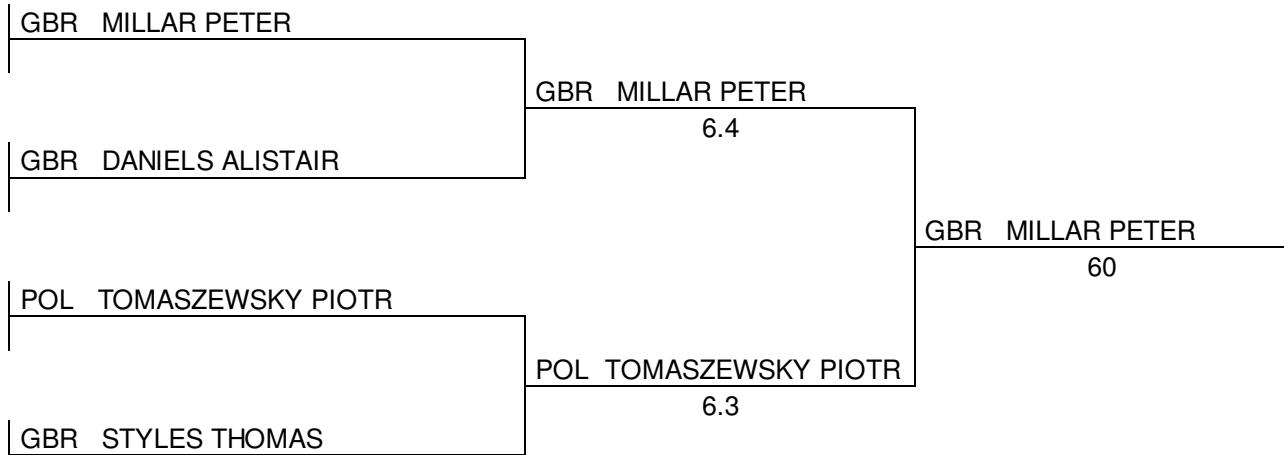 GBR MILLAR PETER
GBR MILLAR PETER
6.4
GBR DANIELS ALISTAIR
GBR MILLAR PETER
60
POL TOMASZEWSKY PIOTR
POL TOMASZEWSKY PIOTR
6.3
GBR STYLES THOMAS